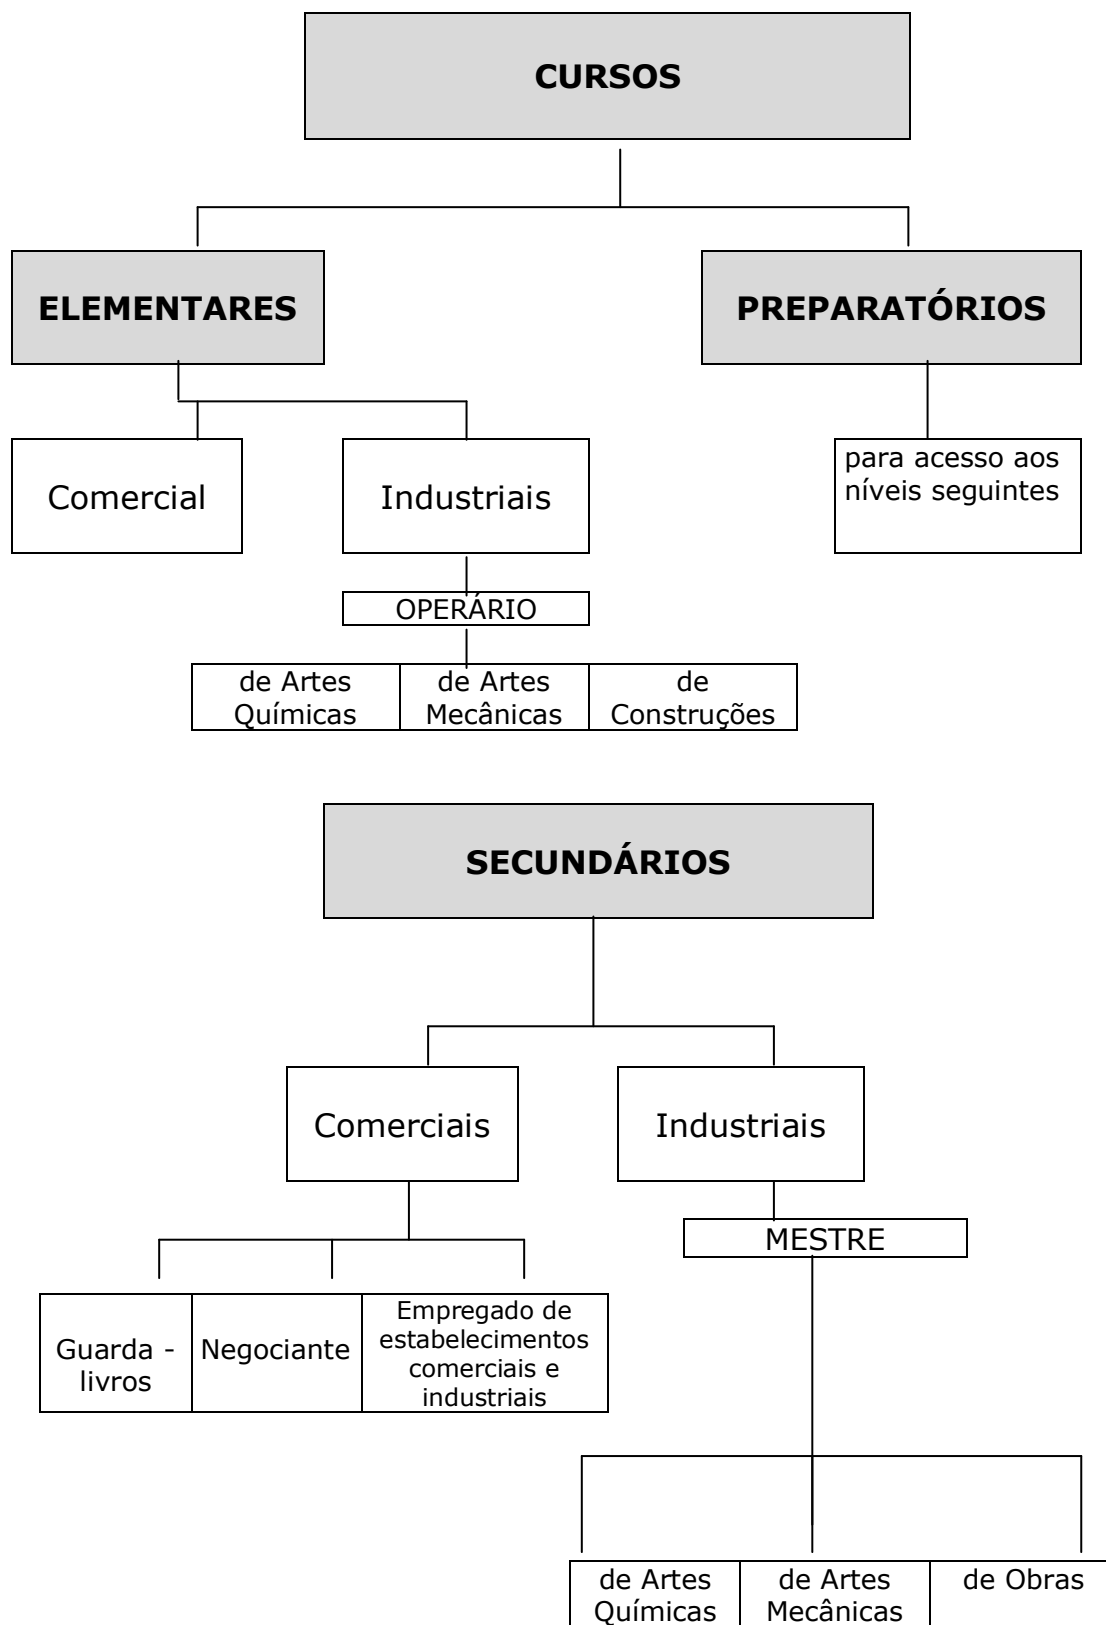 CURSOS
ELEMENTARES
PREPARATÓRIOS
Comercial
Industriais
para acesso aos
níveis seguintes
OPERÁRIO
de Artes
Químicas
de Artes
Mecânicas
de
Construções
SECUNDÁRIOS
Comerciais
Industriais
MESTRE
Guarda -
livros
Negociante
Empregado de
estabelecimentos
comerciais e
industriais
de Artes
Químicas
de Artes
Mecânicas
de Obras